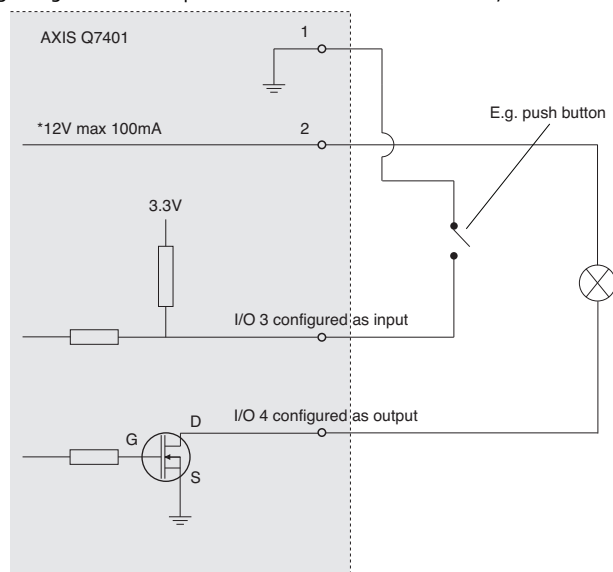 AXIS Q7401
1
*12V max 100mA
2
E.g. push button
3.3V
I/O 3 configured as input
I/O 4 configured as output
D
G
S